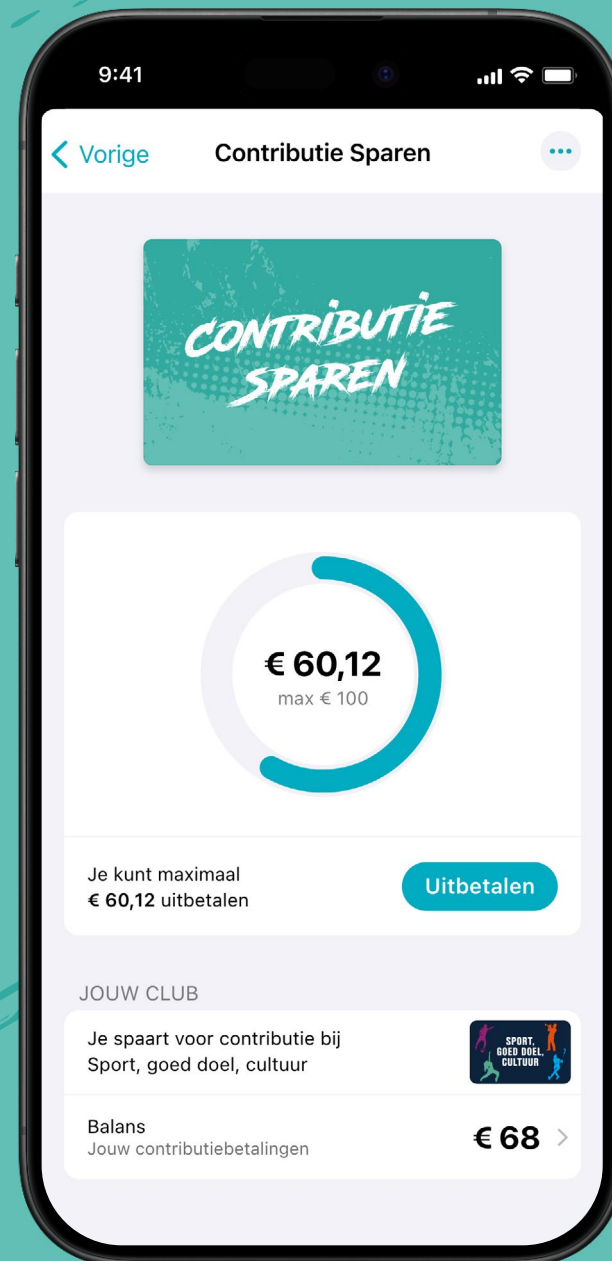 9:41
Vorige
Contributie Sparen
CONTRIBUTIE
SPAREN
€ 60,12
max € 100
Je kunt maximaal
€ 60,12 uitbetalen
Uitbetalen
JOUW CLUB
Je spaart voor contributie bij
Sport, goed doel, cultuur
SPORT,
GOED DOEL,
CULTUUR
Balans
Jouw contributiebetalingen
€ 68